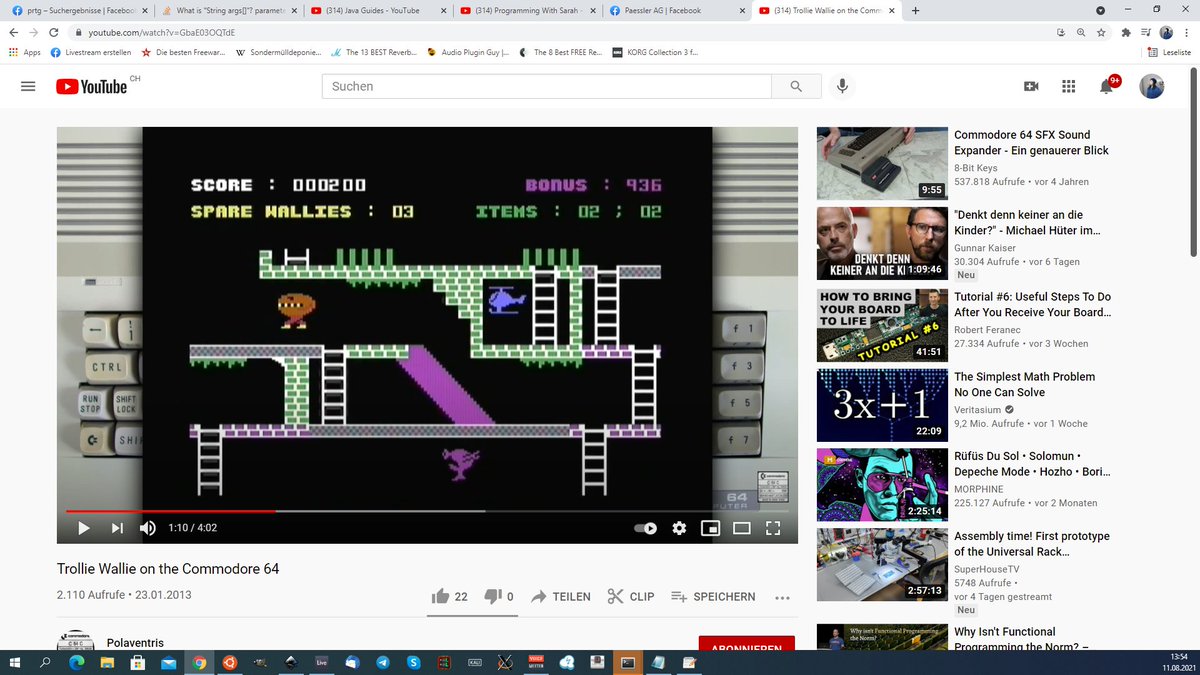 prtg – Suchergebnisse | Facebook
What is "String args[]"? paramete
(314) Java Guides - YouTube
(314) Programming With Sarah -
Paessler AG | Facebook
(314) Trollie Wallie on the Comm
youtube.com/watch?v=GbaE03OQTdE
Apps
Livestream erstellen
Die besten Freewar...
Sondermülldeponie...
The 13 BEST Reverb...
Audio Plugin Guy |...
The 8 Best FREE Re...
KORG Collection 3 f...
Leseliste
YouTube CH
Suchen
9+
SCORE : 000200
BONUS : 936
SPARE WALLIES : 03
ITEMS : 02 ; 02
CTRL
RUN STOP
SHIFT LOCK
SHI
f 1
f 3
f 5
f 7
64
PUTER
1:10 / 4:02
Trollie Wallie on the Commodore 64
2.110 Aufrufe • 23.01.2013
22
0
TEILEN
CLIP
SPEICHERN
Polaventris
ABONNIEREN
9:55
Commodore 64 SFX Sound
Expander - Ein genauerer Blick
8-Bit Keys
537.818 Aufrufe • vor 4 Jahren
DENKT DENN
KEINER AN DIE KI
1:09:46
"Denkt denn keiner an die
Kinder?" - Michael Hüter im...
Gunnar Kaiser
30.304 Aufrufe • vor 6 Tagen
Neu
HOW TO BRING
YOUR BOARD
TO LIFE
TUTORIAL #6
41:51
Tutorial #6: Useful Steps To Do
After You Receive Your Board...
Robert Feranec
27.334 Aufrufe • vor 3 Wochen
3x+1
22:09
The Simplest Math Problem
No One Can Solve
Veritasium
9,2 Mio. Aufrufe • vor 1 Woche
2:25:14
Rüfüs Du Sol • Solomun •
Depeche Mode • Hozho • Bori...
MORPHINE
225.127 Aufrufe • vor 2 Monaten
2:57:13
Assembly time! First prototype
of the Universal Rack...
SuperHouseTV
5748 Aufrufe •
vor 4 Tagen gestreamt
Neu
Why isn't Functional Programming
the Norm?
Why Isn't Functional
Programming the Norm? –
Live
13:54
11.08.2021